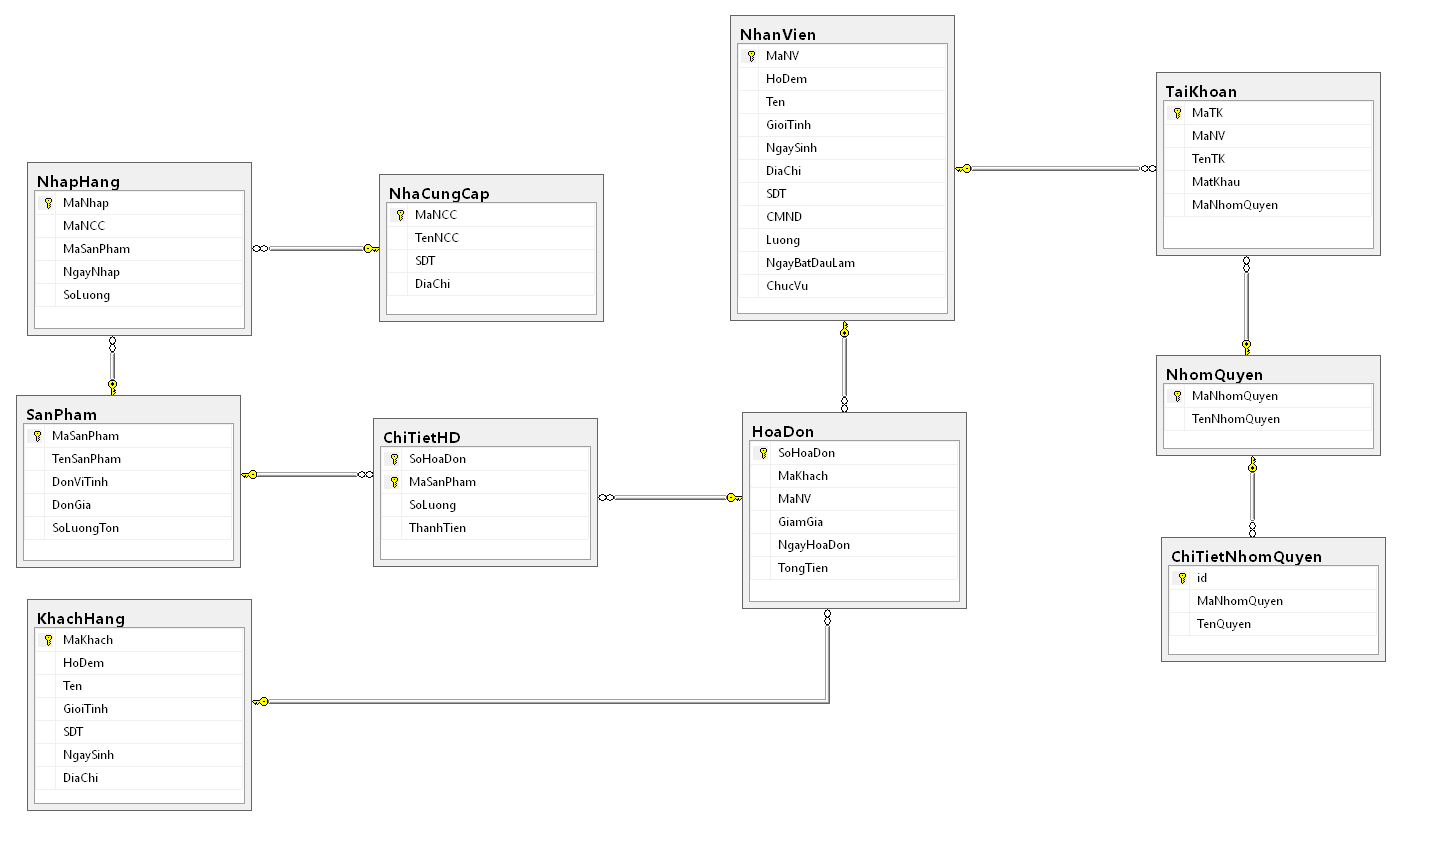 NhanVien
MaNV
HoDem
Ten
GioiTinh
NgaySinh
DiaChi
SDT
CMND
Luong
NgayBatDauLam
ChucVu
TaiKhoan
MaTK
MaNV
TenTK
MatKhau
MaNhomQuyen
NhapHang
MaNhap
MaNCC
MaSanPham
NgayNhap
SoLuong
NhaCungCap
MaNCC
TenNCC
SDT
DiaChi
NhomQuyen
MaNhomQuyen
TenNhomQuyen
SanPham
MaSanPham
TenSanPham
DonViTinh
DonGia
SoLuongTon
ChiTietHD
SoHoaDon
MaSanPham
SoLuong
ThanhTien
HoaDon
SoHoaDon
MaKhach
MaNV
GiamGia
NgayHoaDon
TongTien
ChiTietNhomQuyen
id
MaNhomQuyen
TenQuyen
KhachHang
MaKhach
HoDem
Ten
GioiTinh
SDT
NgaySinh
DiaChi